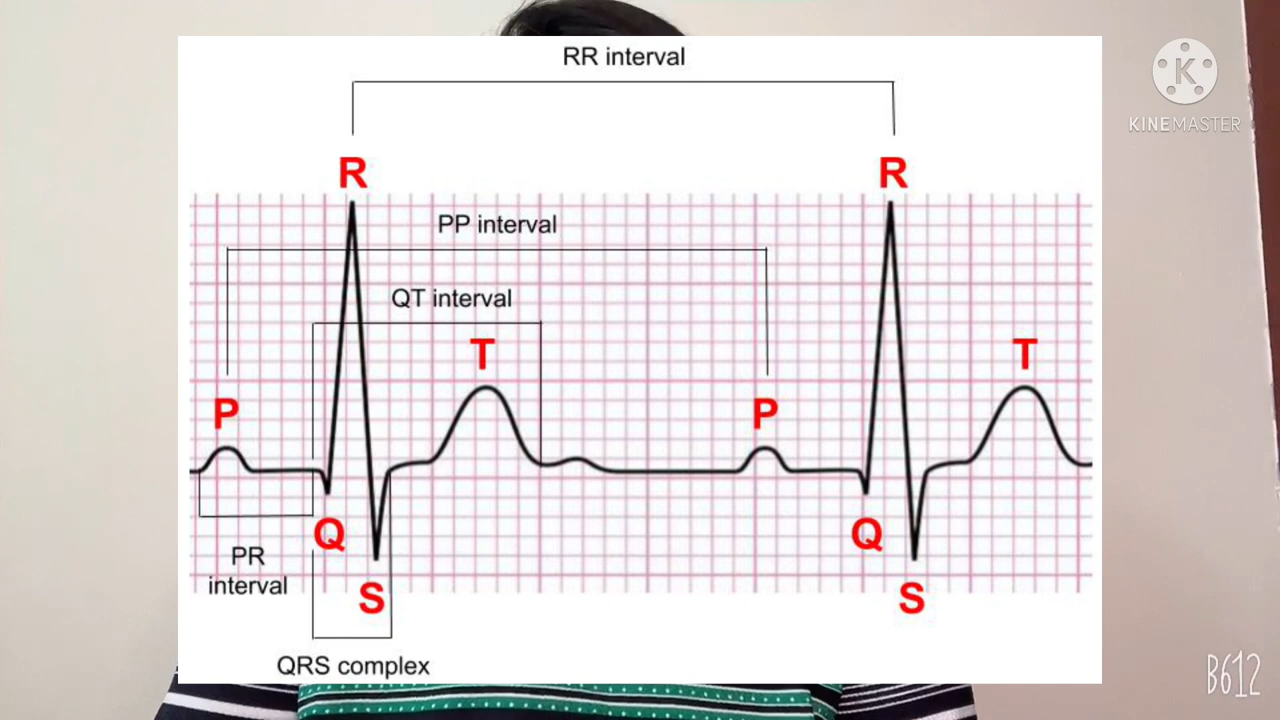 RR interval
K
KINEMASTER
R
R
PP interval
QT interval
T
T
P
P
Q
Q
PR
interval
S
S
QRS complex
B612